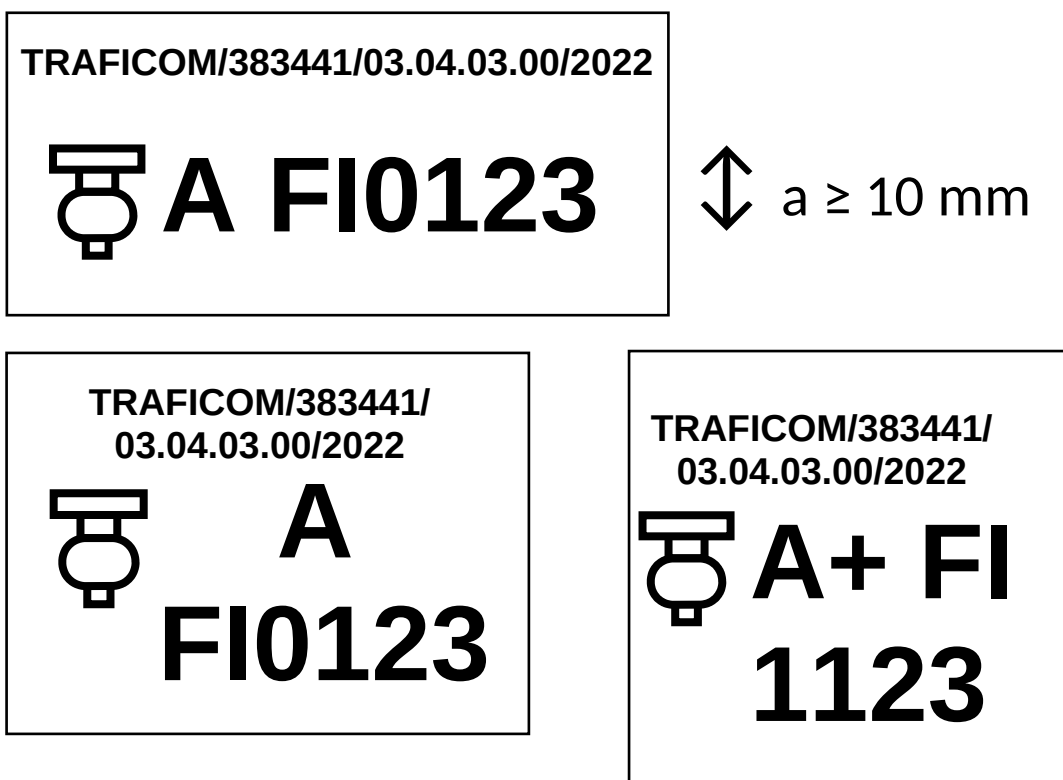 TRAFICOM/383441/03.04.03.00/2022
A FI0123
a ≥ 10 mm
TRAFICOM/383441/
03.04.03.00/2022
A
FI0123
TRAFICOM/383441/
03.04.03.00/2022
A+ FI
1123